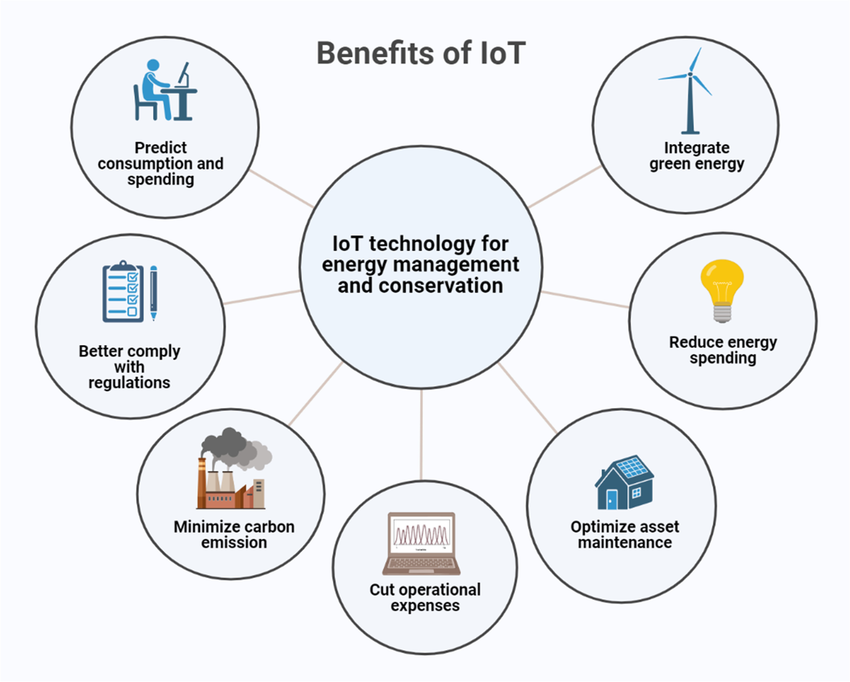 Benefits of IoT
Predict
consumption and
spending
Integrate
green energy
IoT technology for
energy management
and conservation
Better comply
with
regulations
Reduce energy
spending
Minimize carbon
emission
Optimize asset
maintenance
Cut operational
expenses